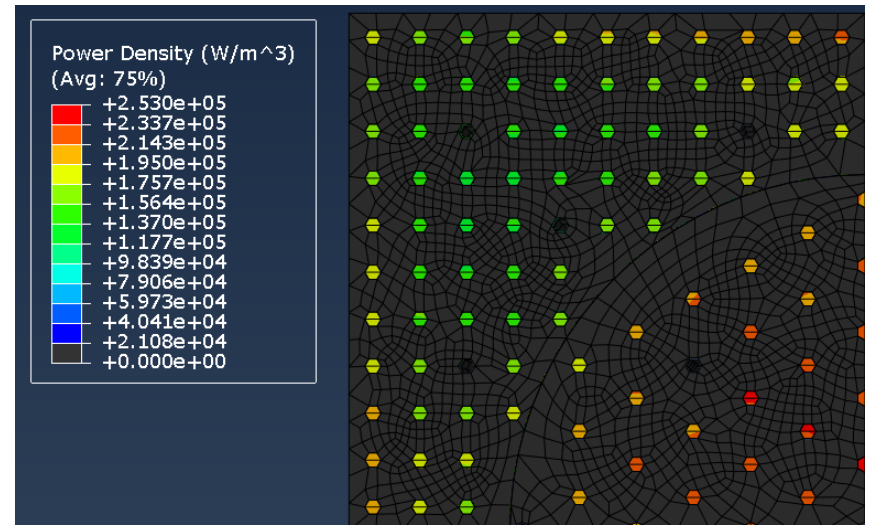 Power Density (W/m^3)
(Avg: 75%)
+2.530e+05
+2.337e+05
+2.143e+05
+1.950e+05
+1.757e+05
+1.564e+05
+1.370e+05
+1.177e+05
+9.839e+04
+7.906e+04
+5.973e+04
+4.041e+04
+2.108e+04
+0.000e+00